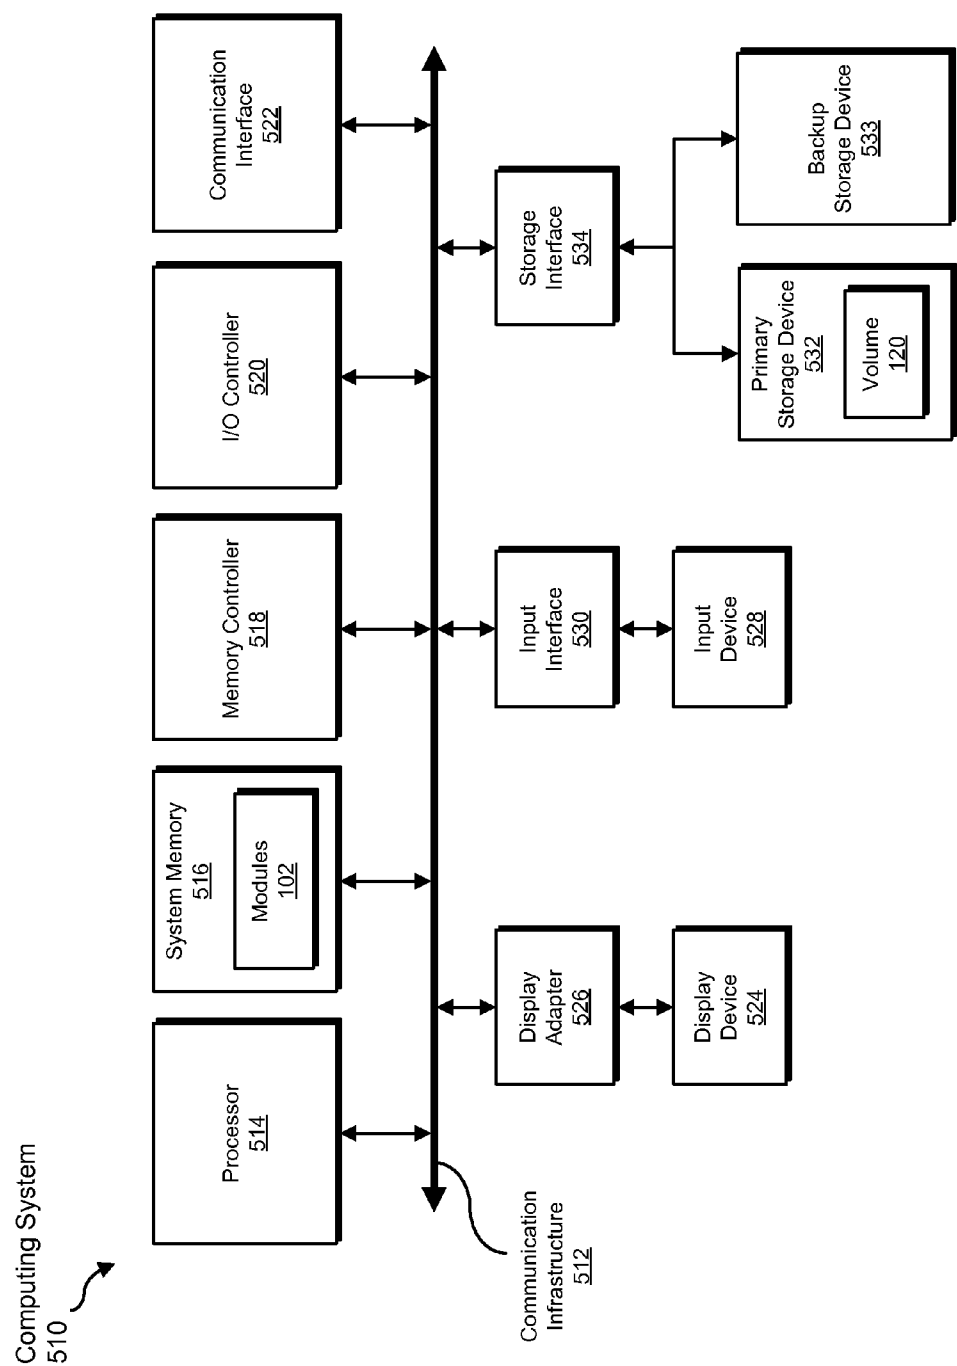 Computing System
510
Processor
514
System Memory
516
Modules
102
Memory Controller
518
I/O Controller
520
Communication
Interface
522
Communication
Infrastructure
512
Display
Adapter
526
Input
Interface
530
Storage
Interface
534
Display
Device
524
Input
Device
528
Primary
Storage Device
532
Volume
120
Backup
Storage Device
533